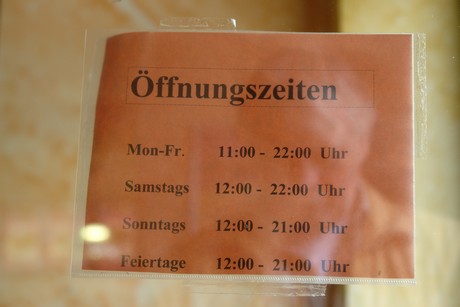 Öffnungszeiten
Mon-Fr. 11:00 - 22:00 Uhr
Samstags 12:00 - 22:00 Uhr
Sonntags 12:00 - 21:00 Uhr
Feiertage 12:00 - 21:00 Uhr